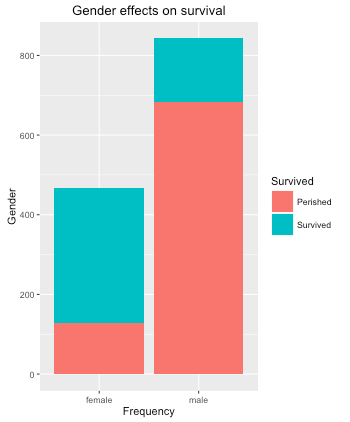 Gender effects on survival
800
600
400
200
0
Gender
female male
Frequency
Survived
Perished
Survived